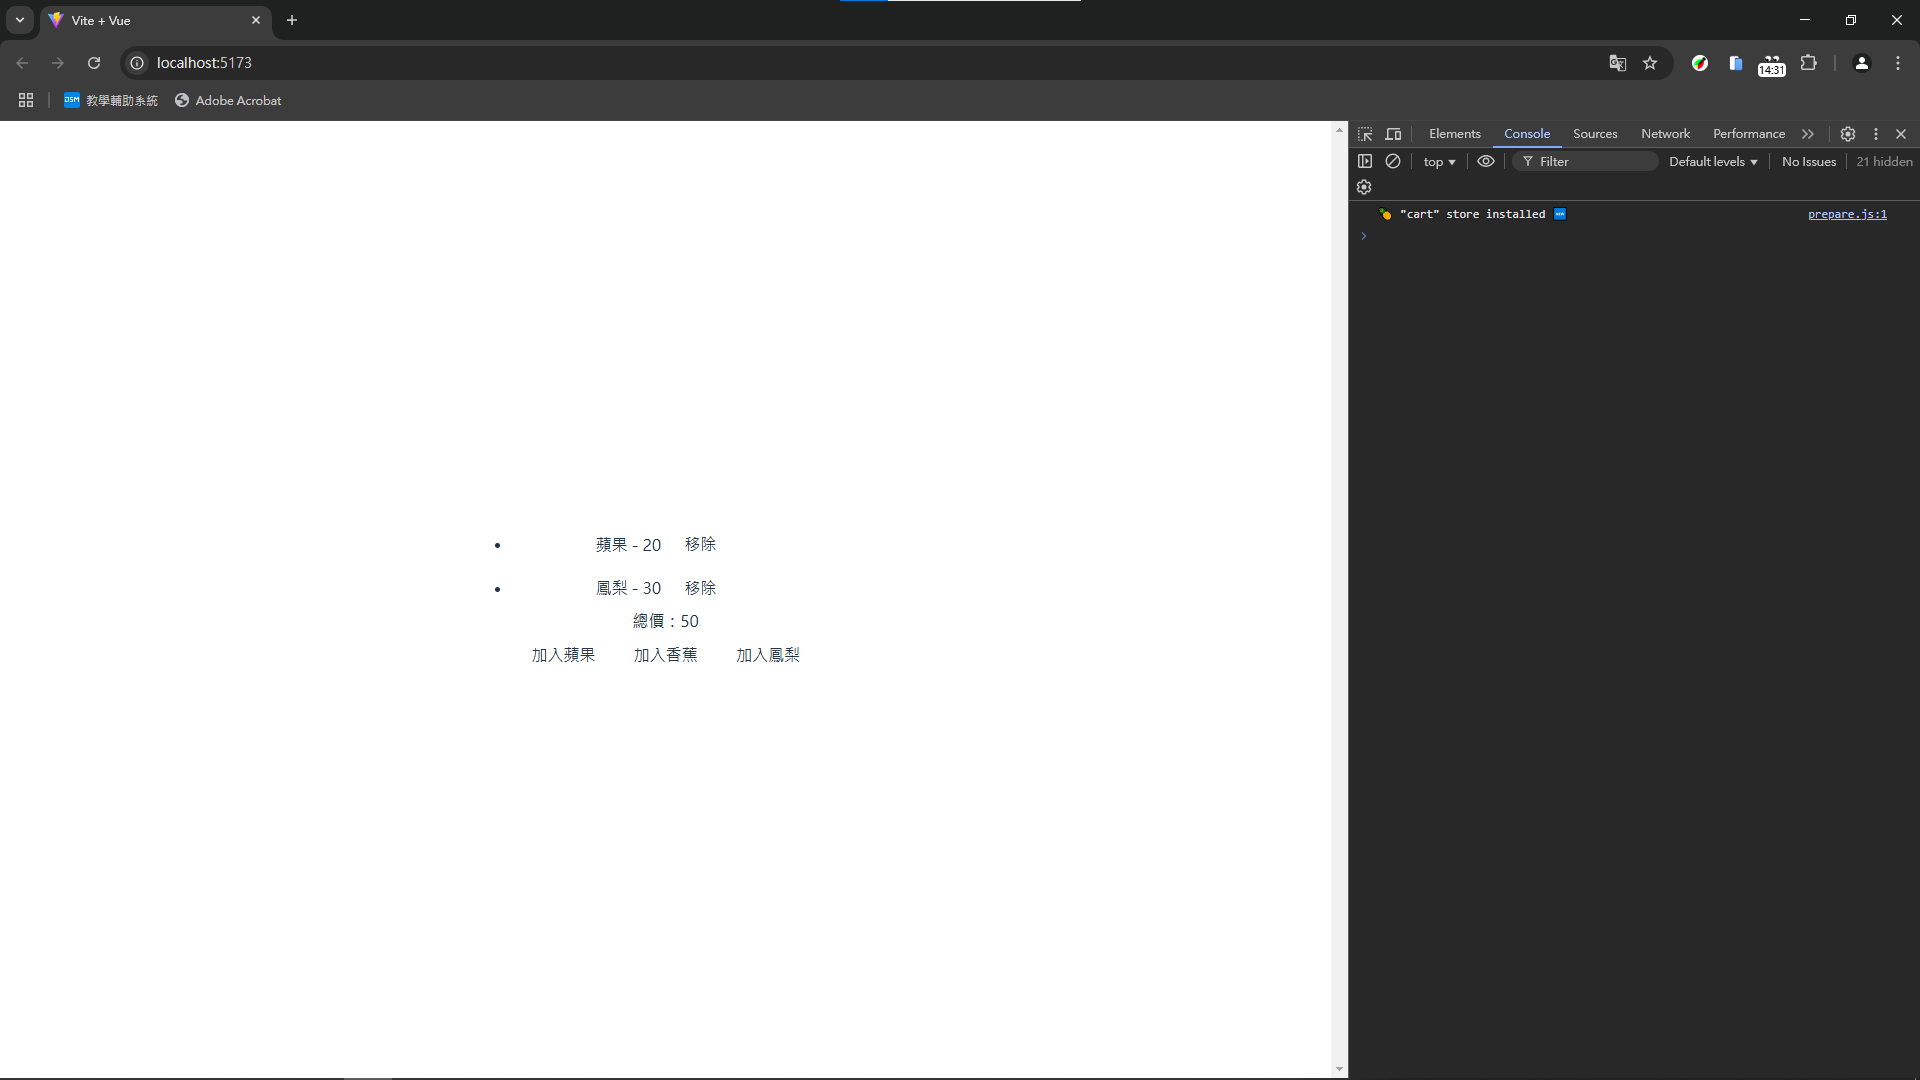 Vite + Vue
localhost:5173
14:31
教學輔助系統 Adobe Acrobat
Elements Console Sources Network Performance
top Filter Default levels No Issues 21 hidden
"cart" store installed prepare.js:1
蘋果 - 20 移除
鳳梨 - 30 移除
總價：50
加入蘋果 加入香蕉 加入鳳梨